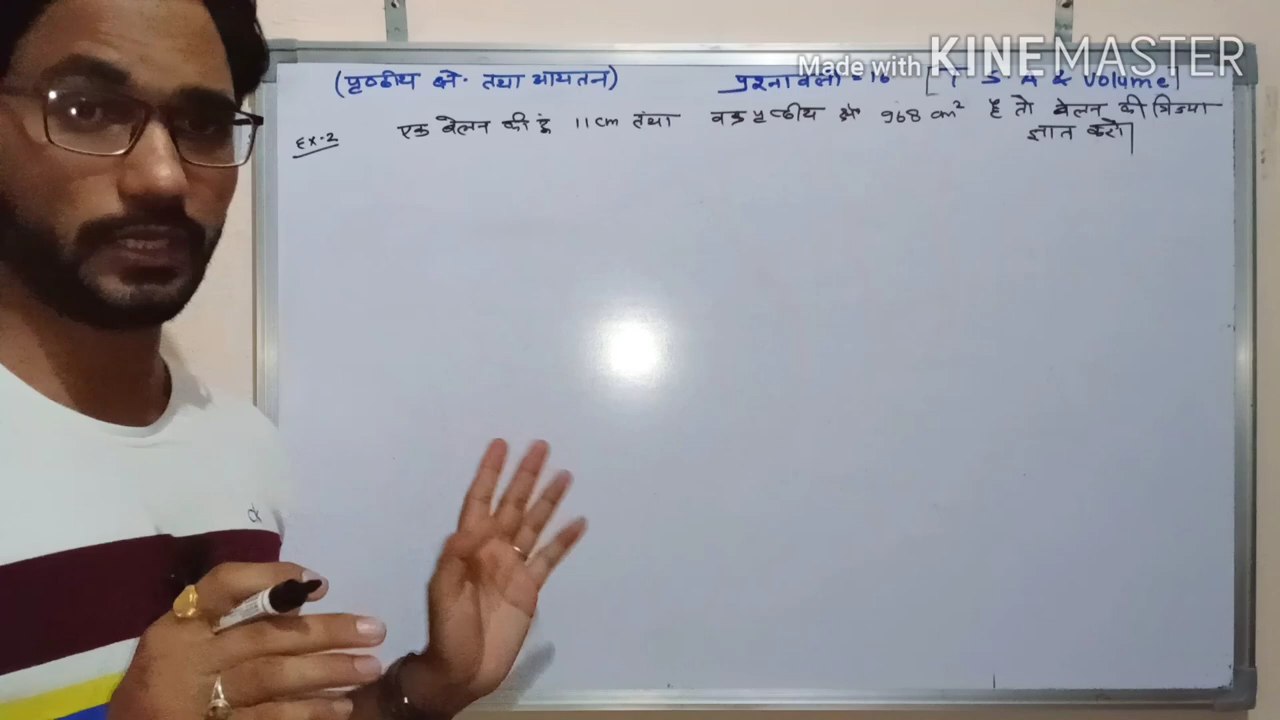 Made with KINEMASTER
(पृष्ठीय क्षे. तथा आयतन) प्रश्नावली - 16 [T S A & Volume]
Ex.2 एक बेलन की ऊँ 11 cm तथा वक्र पृष्ठीय क्षे 968 cm² है तो बेलन की त्रिज्या
ज्ञात करो|